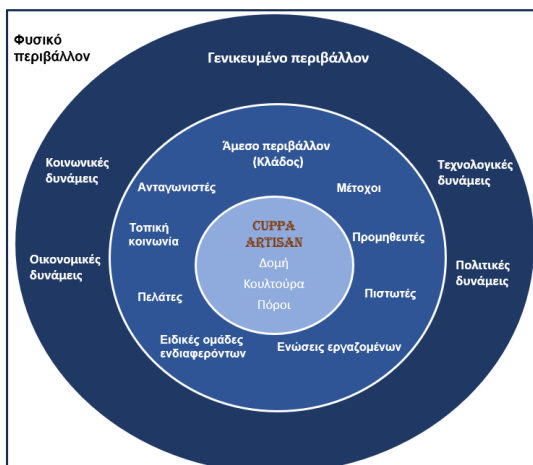 Φυσικό
περιβάλλον
Γενικευμένο περιβάλλον
Άμεσο περιβάλλον
(Κλάδος)
Κοινωνικές
δυνάμεις
Τεχνολογικές
δυνάμεις
Ανταγωνιστές
Μέτοχοι
Τοπική
κοινωνία
CUPPA
ARTISAN
Προμηθευτές
Οικονομικές
δυνάμεις
Δομή
Κουλτούρα
Πόροι
Πολιτικές
δυνάμεις
Πελάτες
Πιστωτές
Ειδικές ομάδες
ενδιαφερόντων
Ενώσεις εργαζομένων